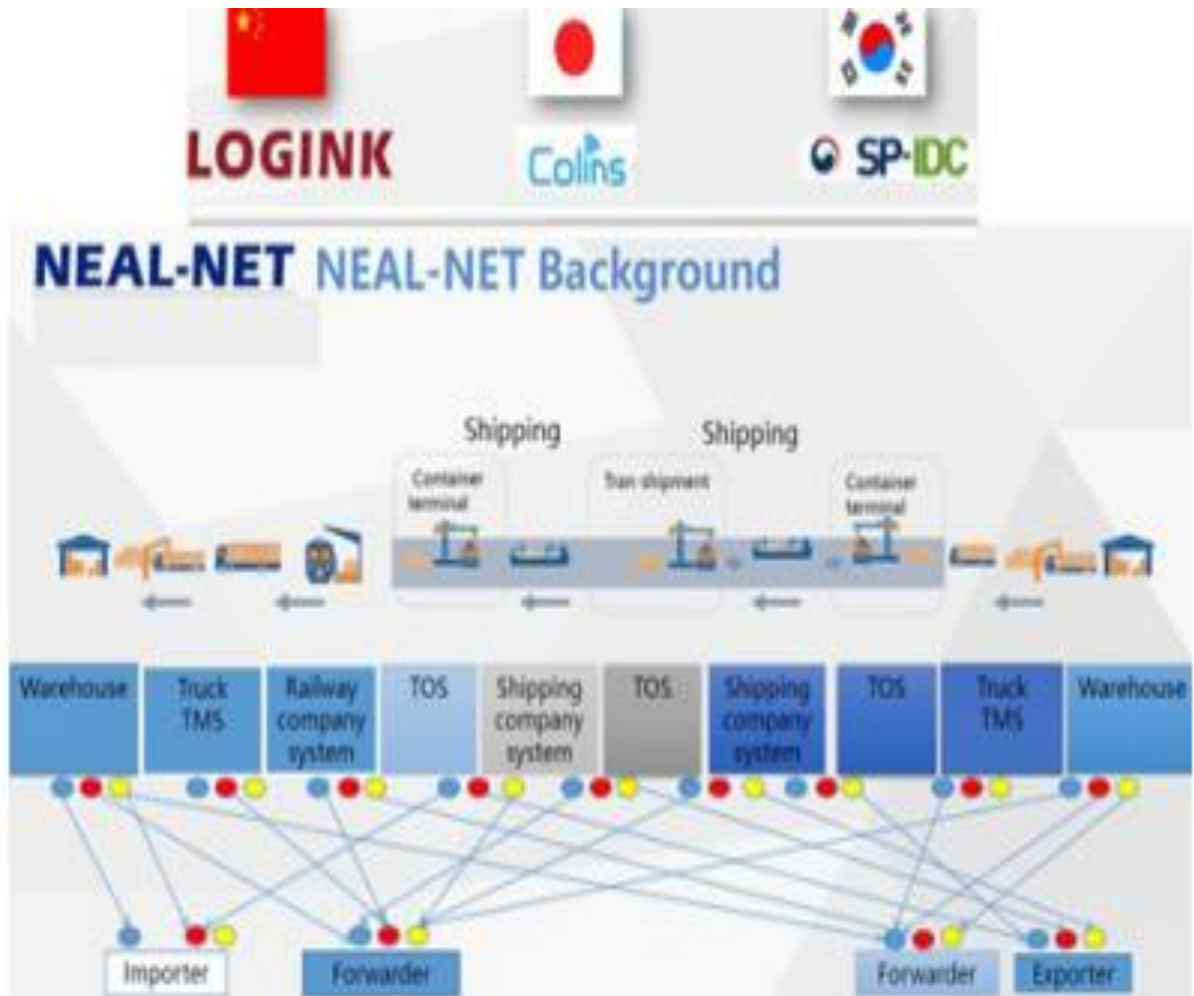 LOGINK
Colins
SP-IDC
NEAL-NET NEAL-NET Background
Shipping
Shipping
Container
terminal
Tran shipment
Container
terminal
Warehouse
Truck
TMS
Railway
company
system
TOS
Shipping
company
system
TOS
Shipping
company
system
TOS
Truck
TMS
Warehouse
Importer
Forwarder
Forwarder
Exporter